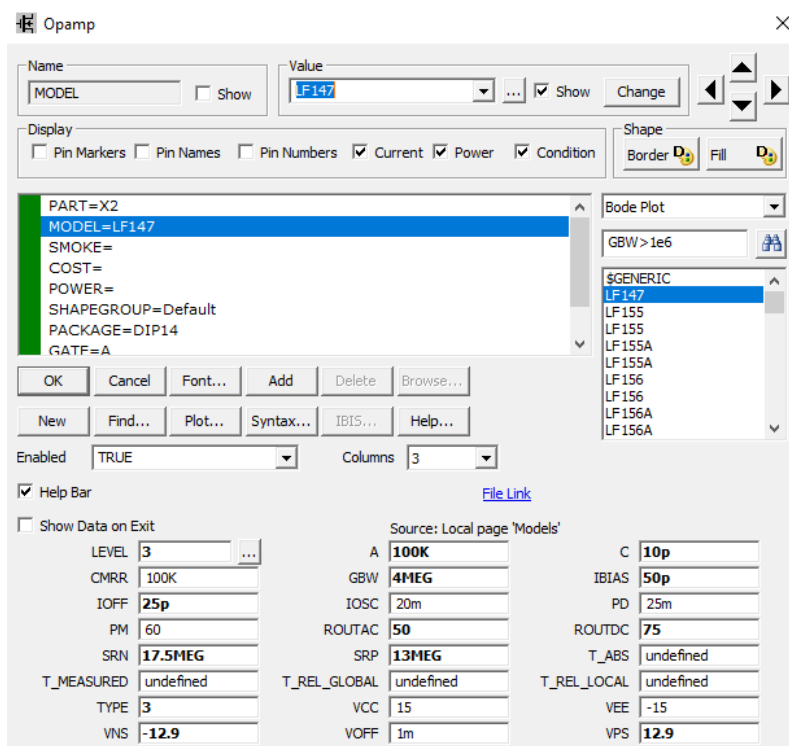 Opamp
Name
Value
MODEL Show LF147 ... Show Change
Display
Shape
Pin Markers Pin Names Pin Numbers Current Power Condition
Border Fill
PART=X2
MODEL=LF147
SMOKE=
COST=
POWER=
SHAPEGROUP=Default
PACKAGE=DIP14
GATE=A
Bode Plot
GBW>1e6
$GENERIC
LF147
LF155
LF155
LF155A
LF155A
LF156
LF156
LF156A
LF156A
OK Cancel Font... Add Delete Browse...
New Find... Plot... Syntax... IBIS... Help...
Enabled TRUE Columns 3
Help Bar File Link
Show Data on Exit Source: Local page 'Models'
LEVEL 3 ... A 100K C 10p
CMRR 100K GBW 4MEG IBIAS 50p
IOFF 25p IOSC 20m PD 25m
PM 60 ROUTAC 50 ROUTDC 75
SRN 17.5MEG SRP 13MEG T_ABS undefined
T_MEASURED undefined T_REL_GLOBAL undefined T_REL_LOCAL undefined
TYPE 3 VCC 15 VEE -15
VNS -12.9 VOFF 1m VPS 12.9